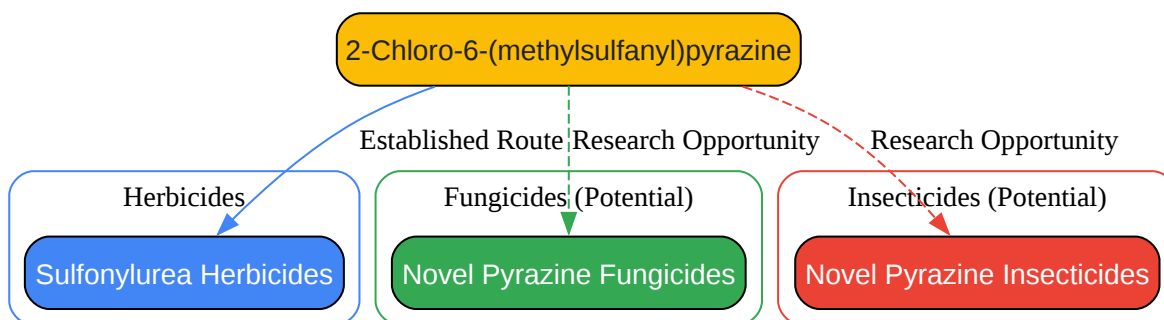 2-Chloro-6-(methylsulfanyl)pyrazine
Established Route
Research Opportunity
Research Opportunity
Herbicides
Fungicides (Potential)
Insecticides (Potential)
Sulfonylurea Herbicides
Novel Pyrazine Fungicides
Novel Pyrazine Insecticides